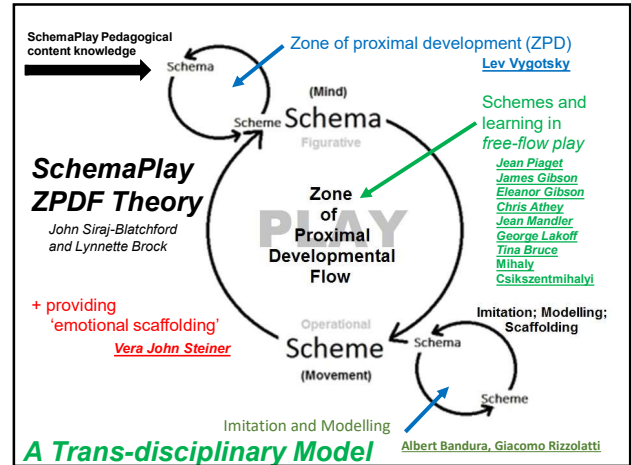 SchemaPlay Pedagogical
content knowledge
Zone of proximal development (ZPD)
Lev Vygotsky
Schema
Scheme
(Mind)
Schema
Figurative
Schemes and
learning in
free-flow play
Jean Piaget
James Gibson
Eleanor Gibson
Chris Athey
Jean Mandler
George Lakoff
Tina Bruce
Mihaly
Csikszentmihalyi
SchemaPlay
ZPDF Theory
John Siraj-Blatchford
and Lynnette Brock
PLAY
Zone
of
Proximal
Developmental
Flow
+ providing
‘emotional scaffolding’
Vera John Steiner
Operational
Scheme
(Movement)
Imitation; Modelling;
Scaffolding
Schema
Scheme
Imitation and Modelling
Albert Bandura, Giacomo Rizzolatti
A Trans-disciplinary Model